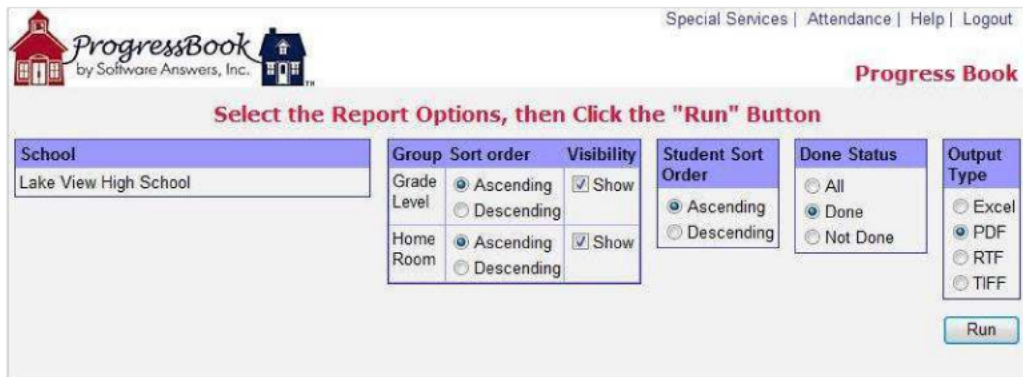 Special Services | Attendance | Help | Logout
ProgressBook
by Software Answers, Inc.
TM
Progress Book
Select the Report Options, then Click the "Run" Button
School
Lake View High School
Group Sort order Visibility
Grade Level
Ascending
Descending
Show
Home Room
Ascending
Descending
Show
Student Sort Order
Ascending
Descending
Done Status
All
Done
Not Done
Output Type
Excel
PDF
RTF
TIFF
Run